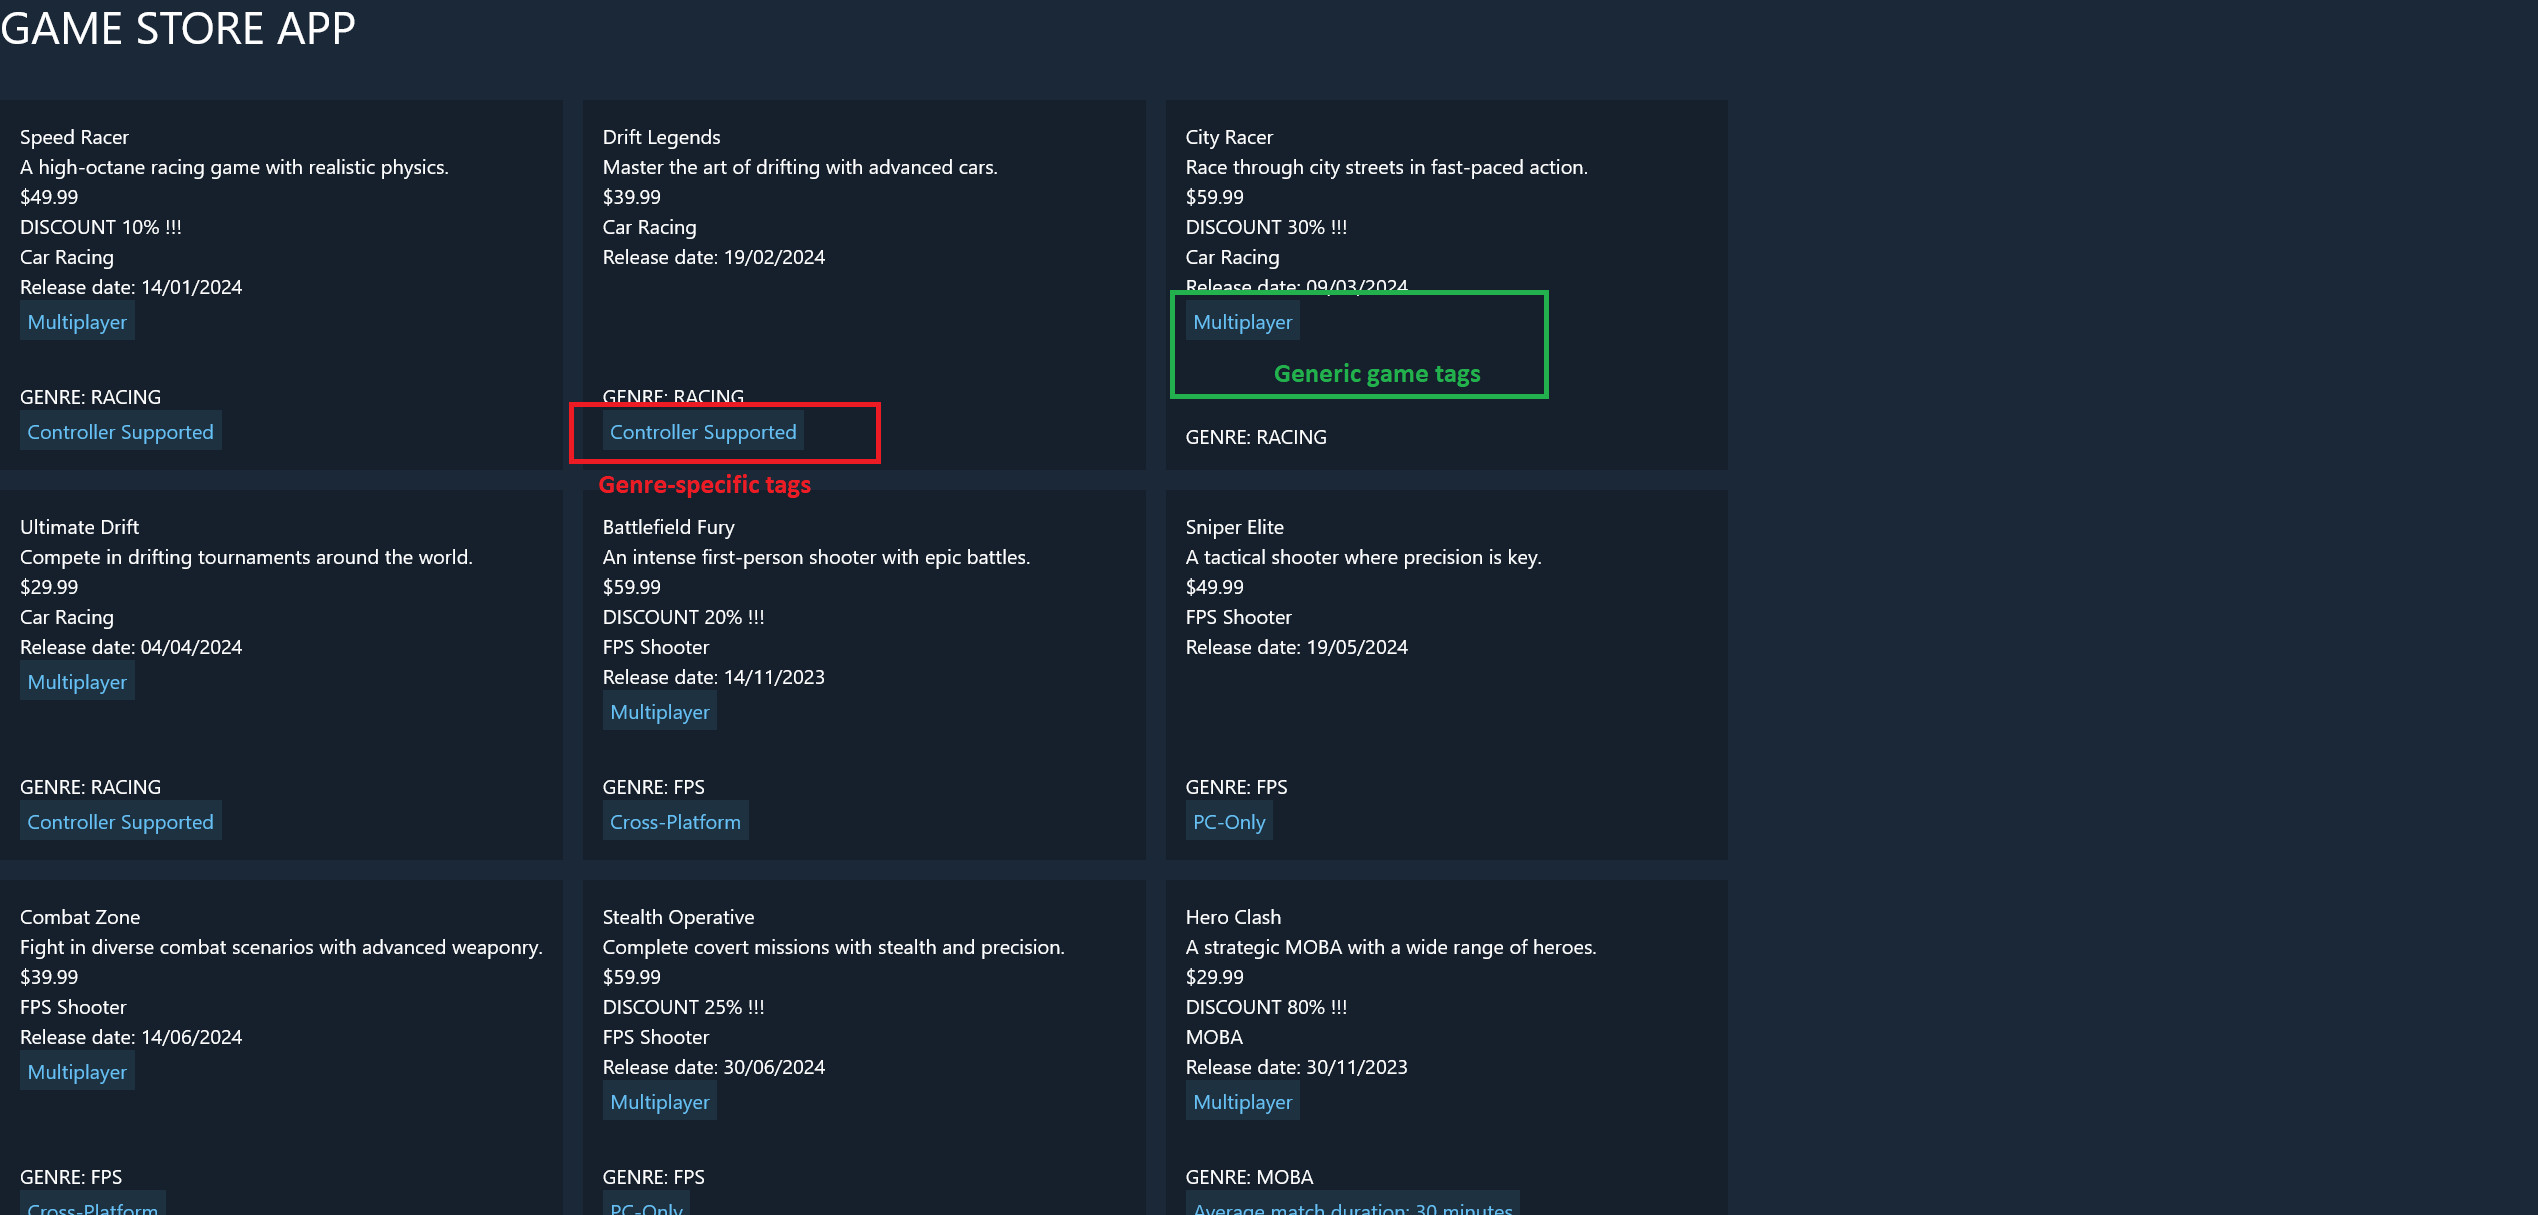 GAME STORE APP
Speed Racer
A high-octane racing game with realistic physics.
$49.99
DISCOUNT 10% !!!
Car Racing
Release date: 14/01/2024
Multiplayer
GENRE: RACING
Controller Supported
Drift Legends
Master the art of drifting with advanced cars.
$39.99
Car Racing
Release date: 19/02/2024
GENRE: RACING
Controller Supported
Genre-specific tags
City Racer
Race through city streets in fast-paced action.
$59.99
DISCOUNT 30% !!!
Car Racing
Release date: 09/03/2024
Multiplayer
Generic game tags
GENRE: RACING
Ultimate Drift
Compete in drifting tournaments around the world.
$29.99
Car Racing
Release date: 04/04/2024
Multiplayer
GENRE: RACING
Controller Supported
Battlefield Fury
An intense first-person shooter with epic battles.
$59.99
DISCOUNT 20% !!!
FPS Shooter
Release date: 14/11/2023
Multiplayer
GENRE: FPS
Cross-Platform
Sniper Elite
A tactical shooter where precision is key.
$49.99
FPS Shooter
Release date: 19/05/2024
GENRE: FPS
PC-Only
Combat Zone
Fight in diverse combat scenarios with advanced weaponry.
$39.99
FPS Shooter
Release date: 14/06/2024
Multiplayer
GENRE: FPS
Cross-Platform
Stealth Operative
Complete covert missions with stealth and precision.
$59.99
DISCOUNT 25% !!!
FPS Shooter
Release date: 30/06/2024
Multiplayer
GENRE: FPS
PC-Only
Hero Clash
A strategic MOBA with a wide range of heroes.
$29.99
DISCOUNT 80% !!!
MOBA
Release date: 30/11/2023
Multiplayer
GENRE: MOBA
Average match duration: 30 minutes